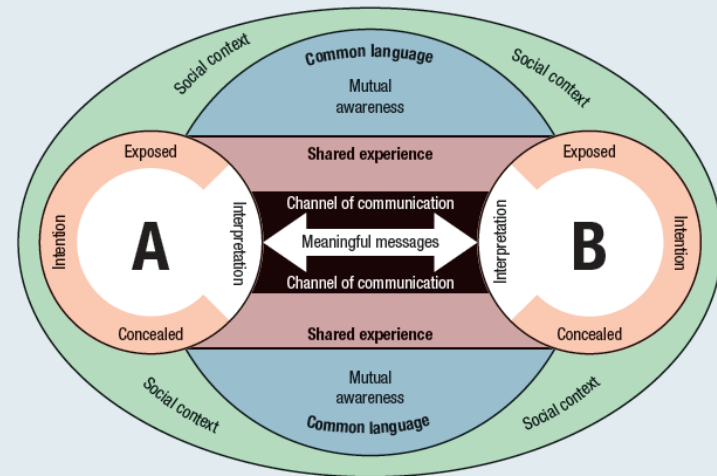 Social context
Common language
Social context
Mutual
awareness
Exposed
Shared experience
Exposed
Intention
A
Interpretation
Channel of communication
Meaningful messages
Channel of communication
Interpretation
B
Intention
Concealed
Shared experience
Concealed
Mutual
awareness
Social context
Common language
Social context